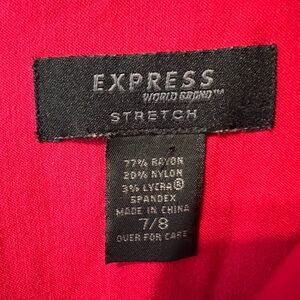 EXPRESS
WORLD BRAND™
STRETCH
77% RAYON
20% NYLON
3% LYCRA®
SPANDEX
MADE IN CHINA
7/8
OVER FOR CARE